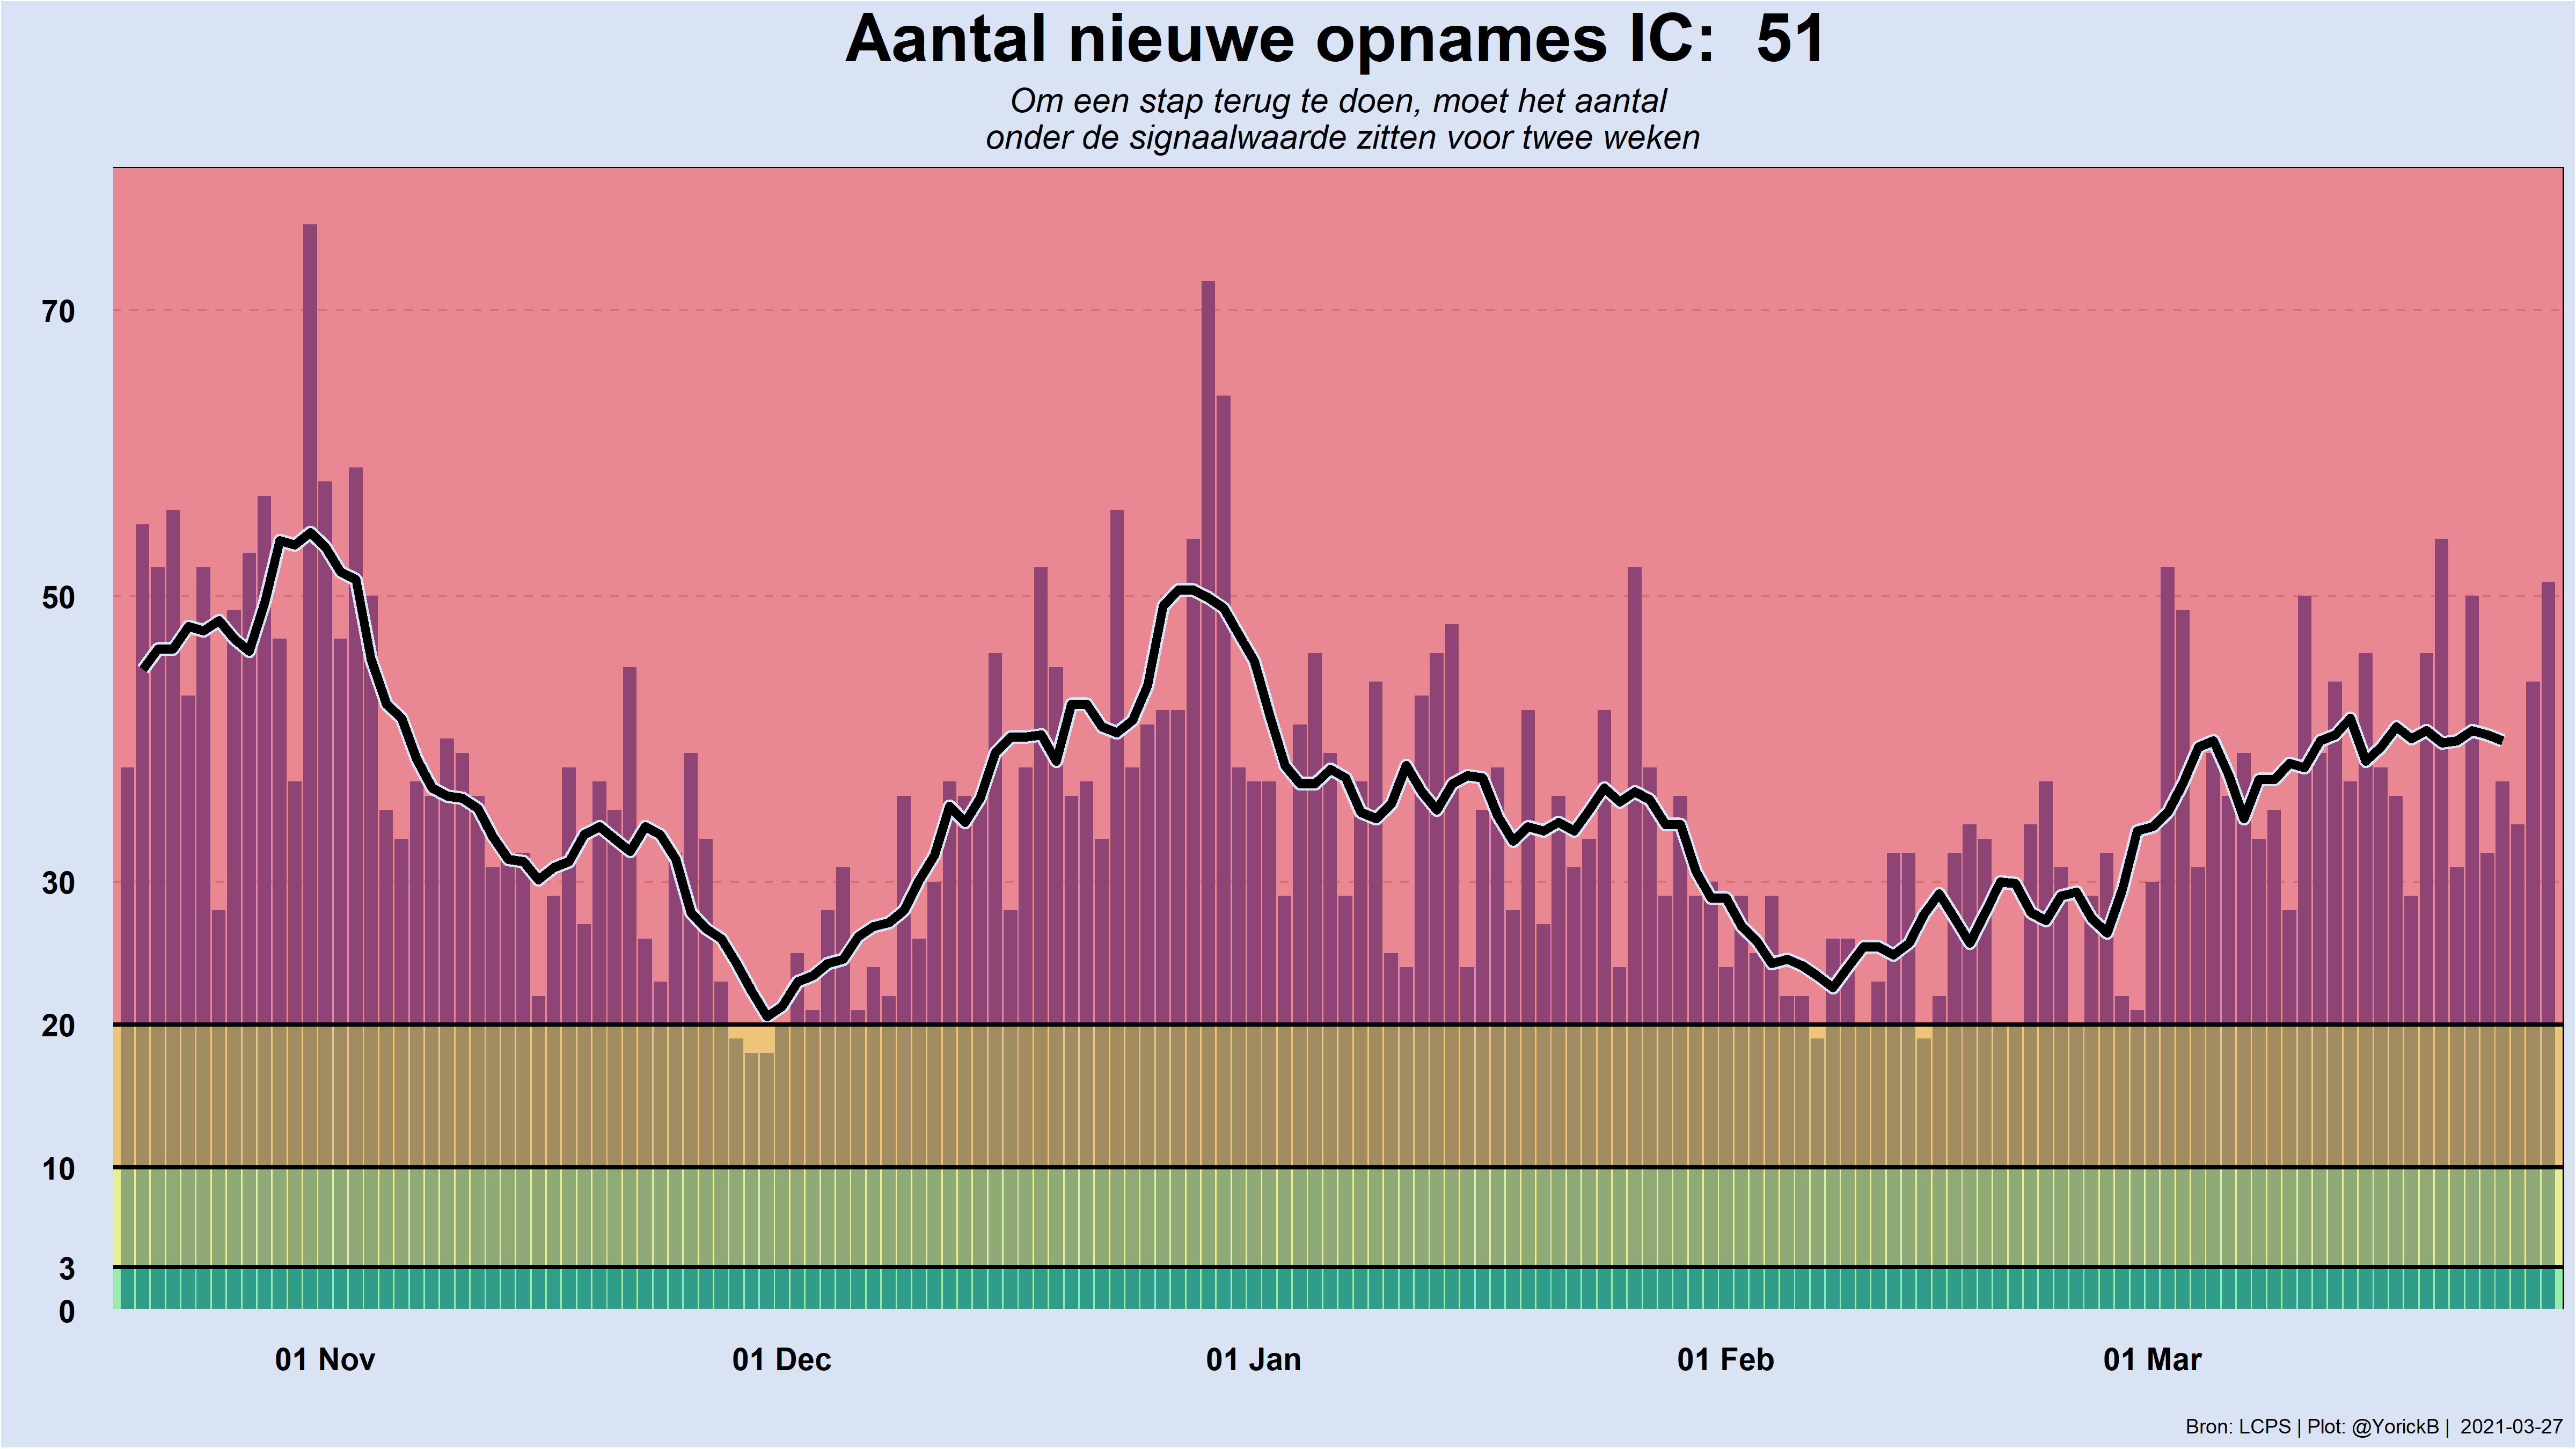 Aantal nieuwe opnames IC:  51
Om een stap terug te doen, moet het aantal
onder de signaalwaarde zitten voor twee weken
70
50
30
20
10
3
0
01 Nov
01 Dec
01 Jan
01 Feb
01 Mar
Bron: LCPS | Plot: @YorickB |  2021-03-27